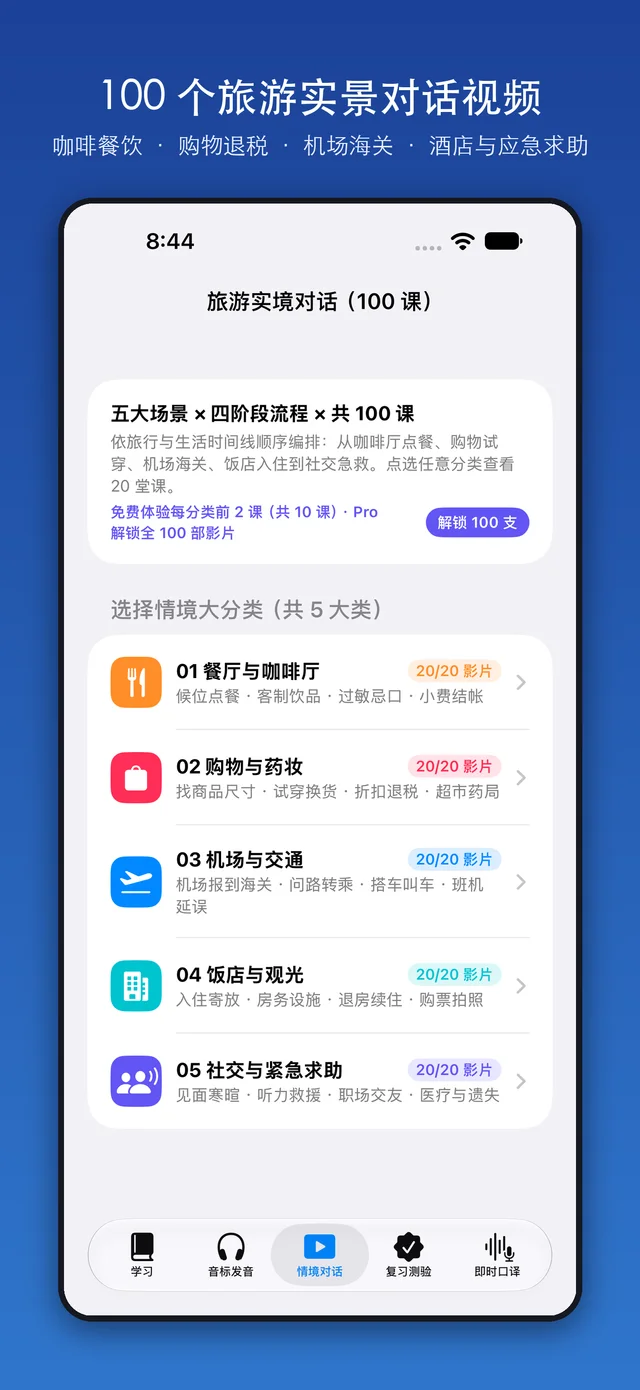 100 个旅游实景对话视频
咖啡餐饮 · 购物退税 · 机场海关 · 酒店与应急求助
8:44
旅游实境对话（100 课）
五大场景 × 四阶段流程 × 共 100 课
依旅行与生活时间线顺序编排：从咖啡厅点餐、购物试
穿、机场海关、饭店入住到社交急救。点选任意分类查看
20 堂课。
免费体验每分类前 2 课（共 10 课）· Pro
解锁全 100 部影片
解锁 100 支
选择情境大分类（共 5 大类）
01 餐厅与咖啡厅
20/20 影片
候位点餐 · 客制饮品 · 过敏忌口 · 小费结帐
02 购物与药妆
20/20 影片
找商品尺寸 · 试穿换货 · 折扣退税 · 超市药局
03 机场与交通
20/20 影片
机场报到海关 · 问路转乘 · 搭车叫车 · 班机
延误
04 饭店与观光
20/20 影片
入住寄放 · 房务设施 · 退房续住 · 购票拍照
05 社交与紧急求助
20/20 影片
见面寒暄 · 听力救援 · 职场交友 · 医疗与遗失
学习
音标发音
情境对话
复习测验
即时口译